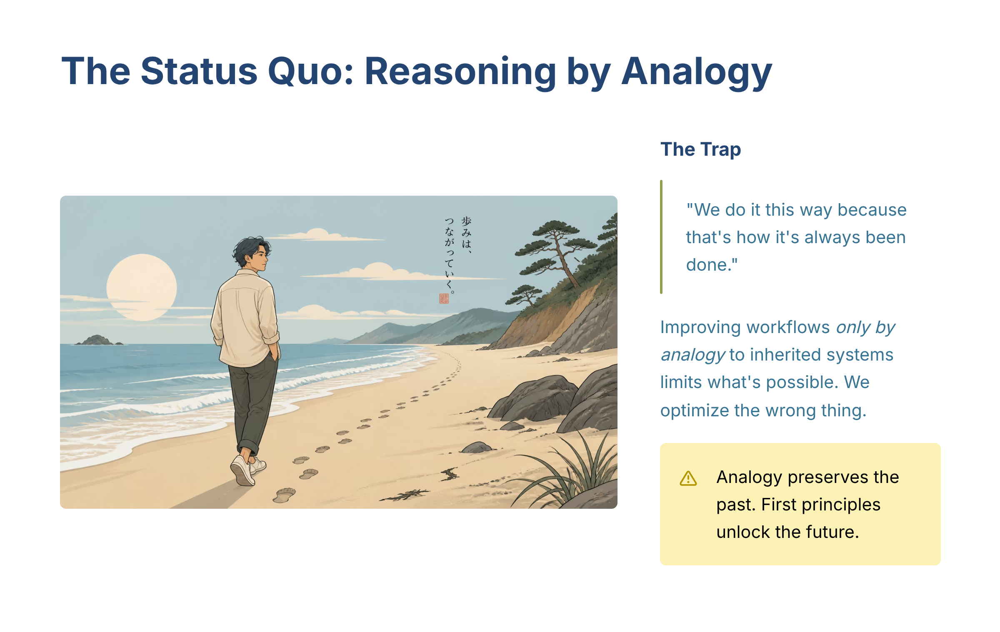 The Status Quo: Reasoning by Analogy
歩みは、
つながっていく。
The Trap
"We do it this way because
that's how it's always been
done."
Improving workflows only by
analogy to inherited systems
limits what's possible. We
optimize the wrong thing.
Analogy preserves the
past. First principles
unlock the future.